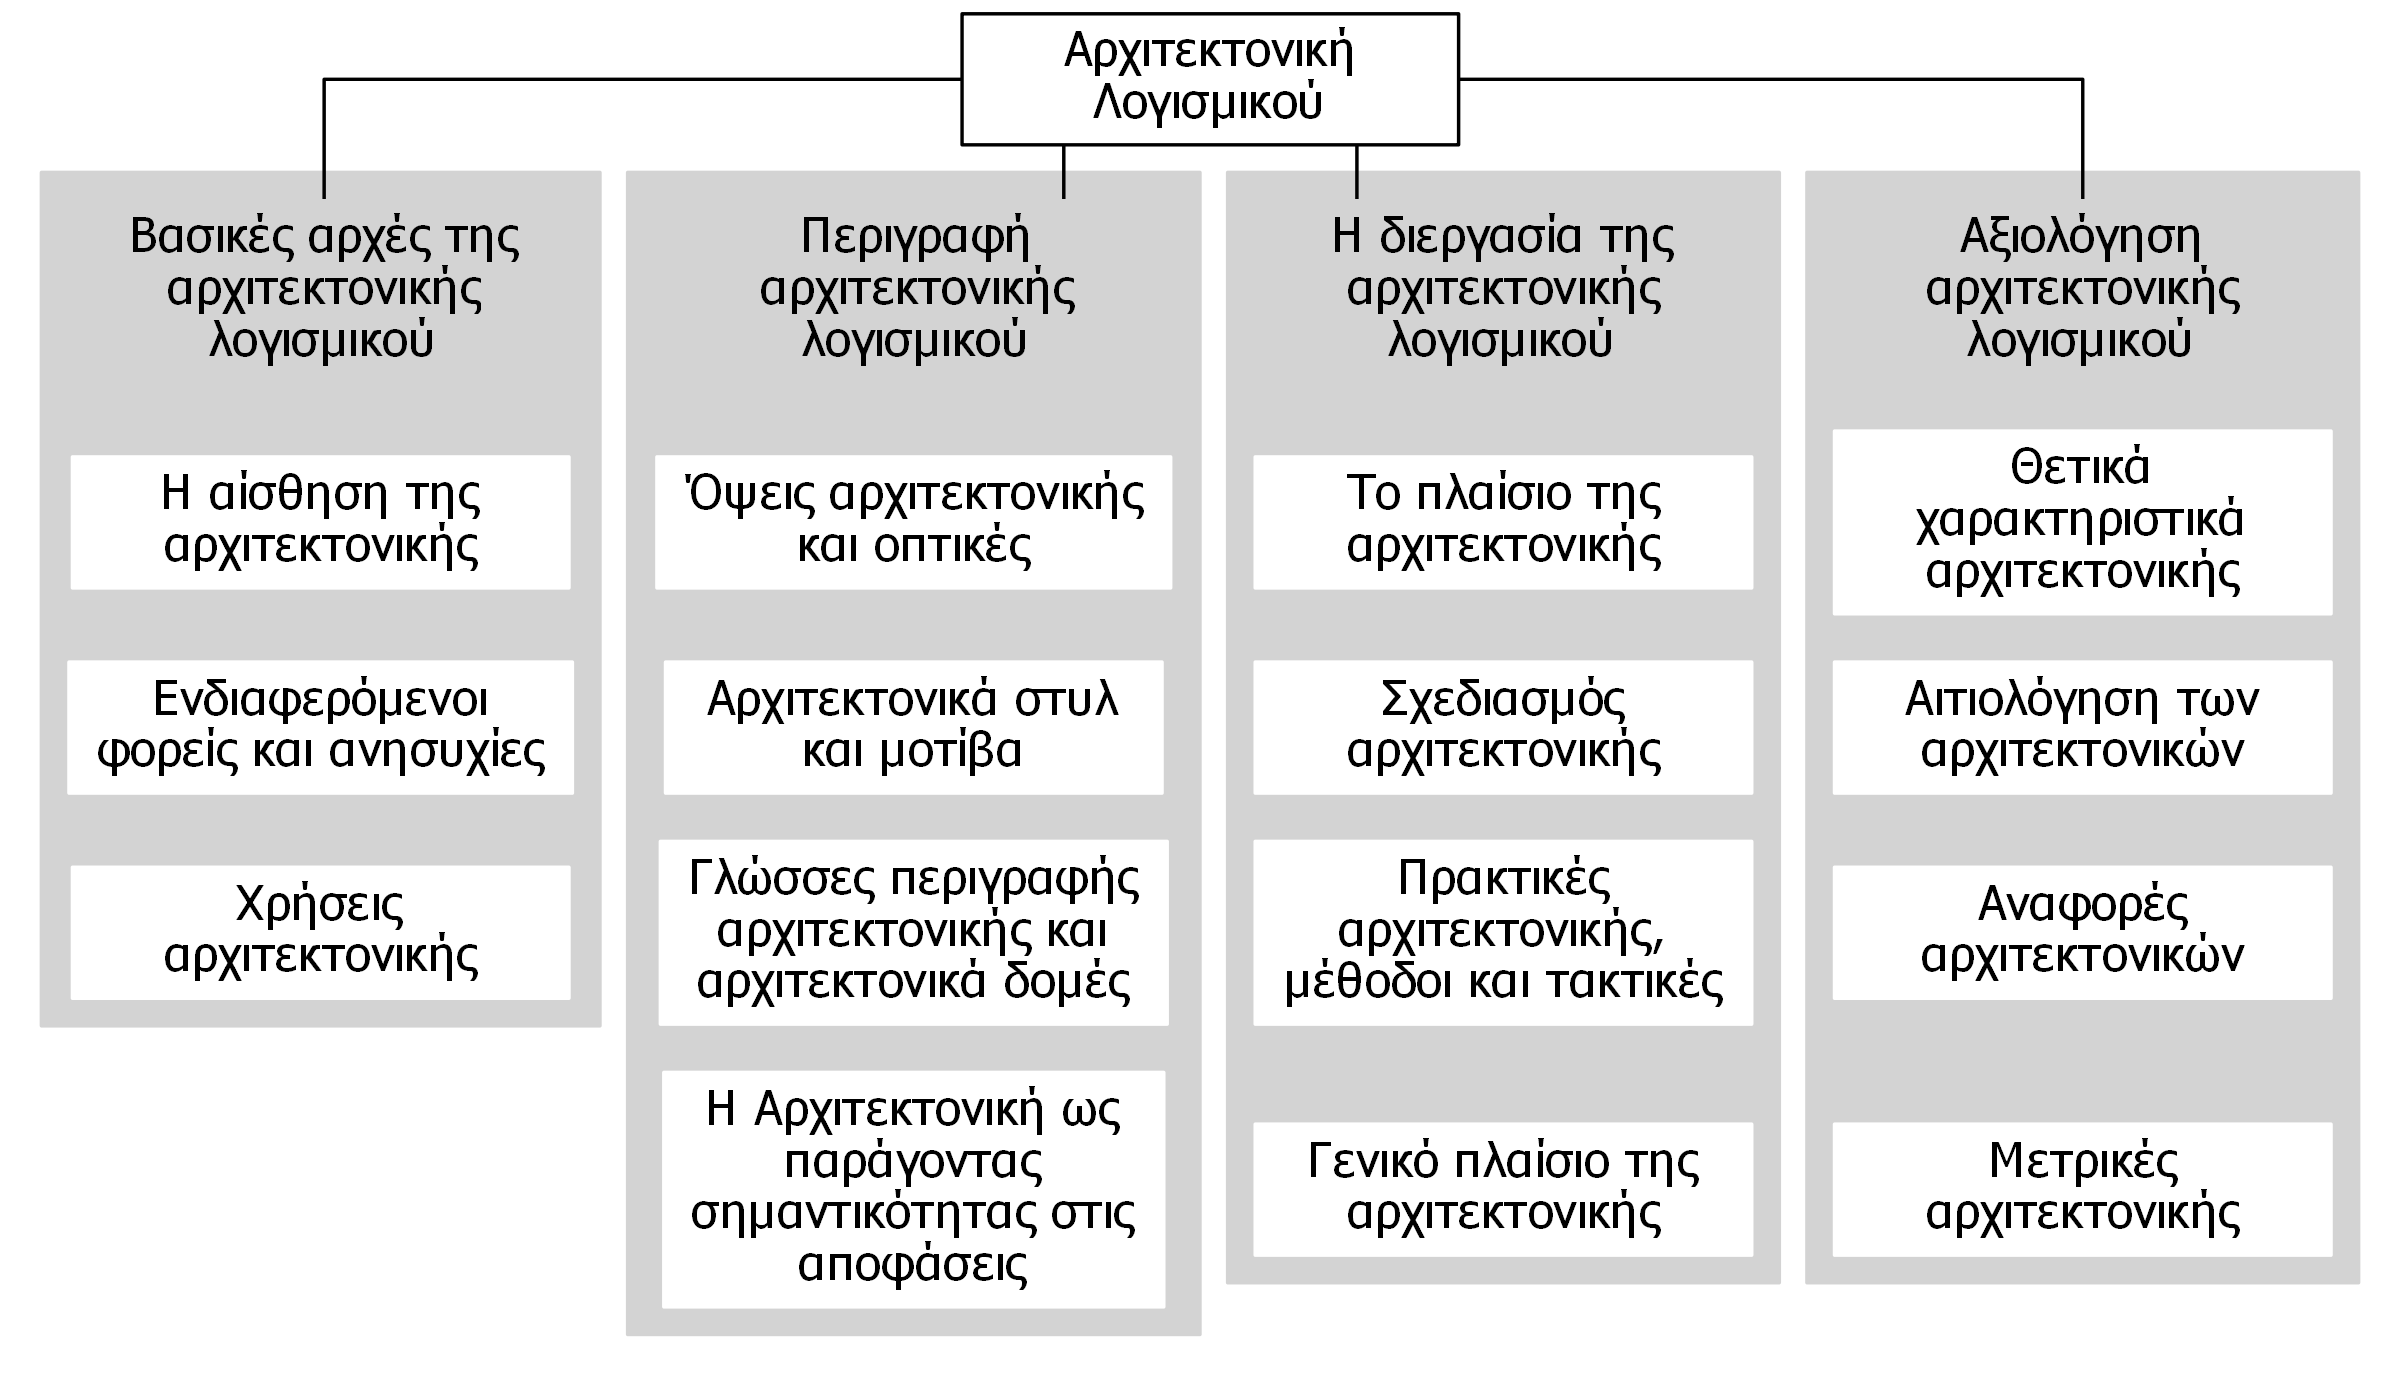 Αρχιτεκτονική
Λογισμικού
Βασικές αρχές της
αρχιτεκτονικής
λογισμικού
Η αίσθηση της
αρχιτεκτονικής
Ενδιαφερόμενοι
φορείς και ανησυχίες
Χρήσεις
αρχιτεκτονικής
Περιγραφή
αρχιτεκτονικής
λογισμικού
Όψεις αρχιτεκτονικής
και οπτικές
Αρχιτεκτονικά στυλ
και μοτίβα
Γλώσσες περιγραφής
αρχιτεκτονικής και
αρχιτεκτονικά δομές
Η Αρχιτεκτονική ως
παράγοντας
σημαντικότητας στις
αποφάσεις
Η διεργασία της
αρχιτεκτονικής
λογισμικού
Το πλαίσιο της
αρχιτεκτονικής
Σχεδιασμός
αρχιτεκτονικής
Πρακτικές
αρχιτεκτονικής,
μέθοδοι και τακτικές
Γενικό πλαίσιο της
αρχιτεκτονικής
Αξιολόγηση
αρχιτεκτονικής
λογισμικού
Θετικά
χαρακτηριστικά
αρχιτεκτονικής
Αιτιολόγηση των
αρχιτεκτονικών
Αναφορές
αρχιτεκτονικών
Μετρικές
αρχιτεκτονικής